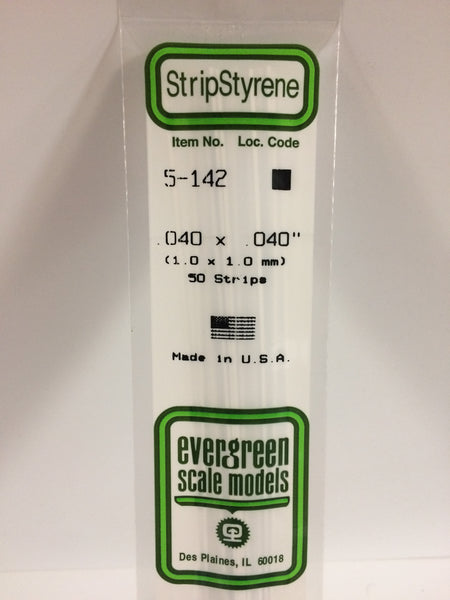 StripStyrene
Item No. Loc. Code
5-142
.040 x .040"
(1.0 x 1.0 mm)
50 Strips
Made in U.S.A.
evergreen
scale models
Des Plaines, IL 60018